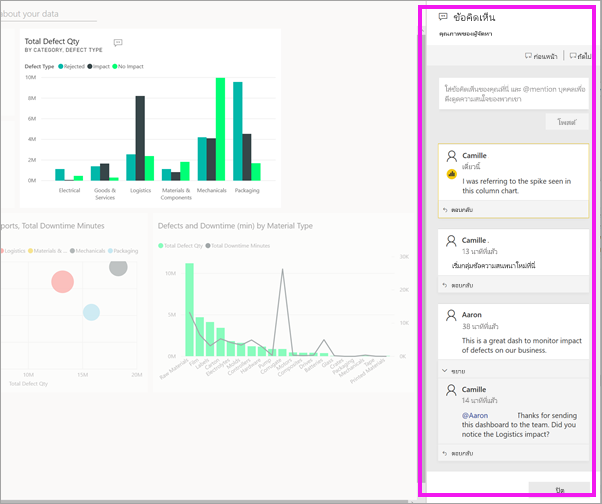 about your data
Total Defect Qty
BY CATEGORY, DEFECT TYPE
Defect Type Rejected Impact No Impact
10M
8M
6M
4M
2M
0M
Electrical
Goods & Services
Logistics
Materials & Components
Mechanicals
Packaging
ports, Total Downtime Minutes
Logistics Materials & ... Mechanicals Packaging
10M
15M
20M
Total Defect Qty
Defects and Downtime (min) by Material Type
Total Defect Qty Total Downtime Minutes
10M
5M
0M
30K
20K
10K
0K
Raw Materials
Film
Labels
Carton
Electrolytes
Molds
Controllers
Hardware
Pump
Corrugate
Motors
Composites
Drives
Batteries
Glass
Crates
Packaging
Mechanicals
Tape
Printed Materials
ข้อคิดเห็น
คุณภาพของผู้จัดหา
ก่อนหน้า
ถัดไป
ใส่ข้อคิดเห็นของคุณที่นี่ และ @mention บุคคลเพื่อ
ดึงดูดความสนใจของพวกเขา
โพสต์
Camille
เดี๋ยวนี้
I was referring to the spike seen in
this column chart.
ตอบกลับ
Camille
13 นาทีที่แล้ว
เริ่มกลุ่มข้อความสนทนาใหม่ที่นี่
ตอบกลับ
Aaron
38 นาทีที่แล้ว
This is a great dash to monitor impact
of defects on our business.
ขยาย
Camille
14 นาทีที่แล้ว
@Aaron Thanks for sending
this dashboard to the team. Did you
notice the Logistics impact?
ตอบกลับ
ปิด